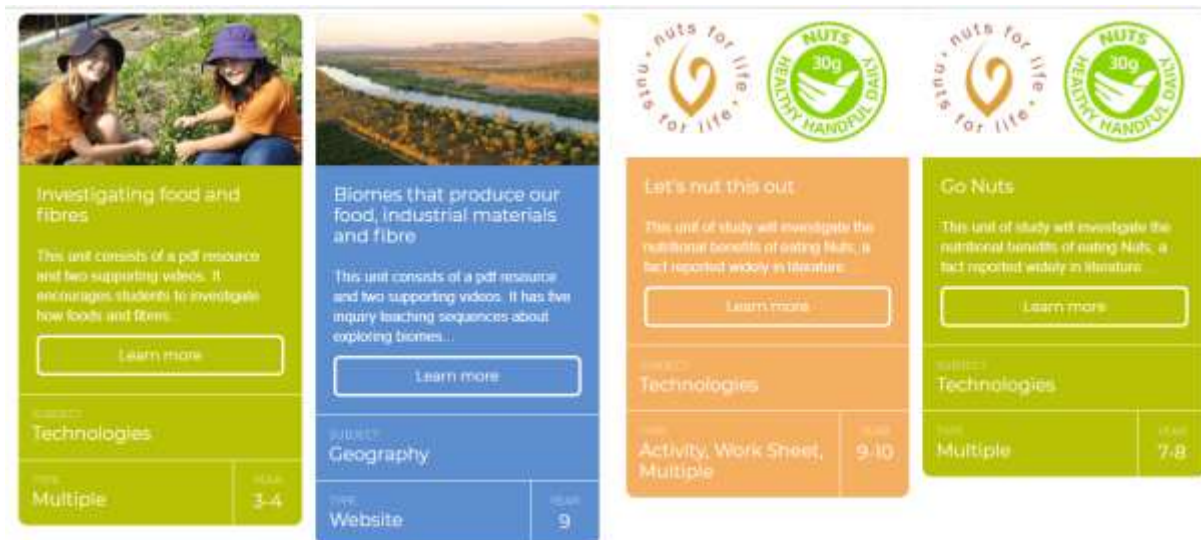 Investigating food and
fibres
This unit consists of a pdf resource
and two supporting videos. It
encourages students to investigate
how foods and fibres.
Learn more
SUBJECT
Technologies
TYPE
Multiple
YEAR
3-4
Biomes that produce our
food, industrial materials
and fibre
This unit consists of a pdf resource
and two supporting videos. It has five
inquiry teaching sequences about
exploring biomes...
Learn more
SUBJECT
Geography
TYPE
Website
YEAR
9
nuts for life • nuts for life •
NUTS
30g
HEALTHY HANDFUL DAILY
Let's nut this out
This unit of study will investigate the
nutritional benefits of eating Nuts, a
fact reported widely in literature
Learn more
SUBJECT
Technologies
TYPE
Activity, Work Sheet,
Multiple
YEAR
9-10
nuts for life • nuts for life •
NUTS
30g
HEALTHY HANDFUL DAILY
Go Nuts
This unit of study will investigate the
nutritional benefits of eating Nuts, a
fact reported widely in literature
Learn more
SUBJECT
Technologies
TYPE
Multiple
YEAR
7-8